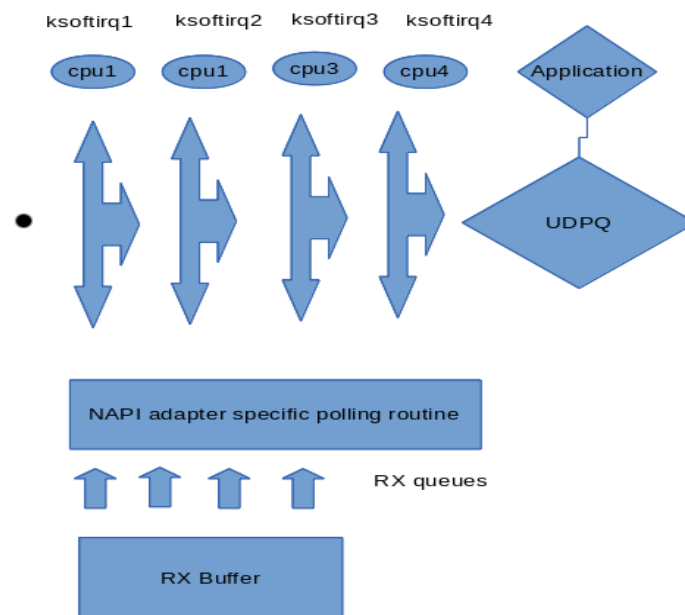 ksoftirq1 ksoftirq2 ksoftirq3 ksoftirq4
cpu1 cpu1 cpu3 cpu4 Application
UDPQ
NAPI adapter specific polling routine
RX queues
RX Buffer